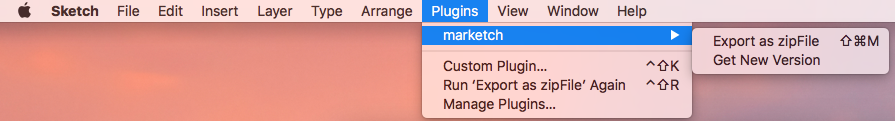 Sketch File Edit Insert Layer Type Arrange Plugins View Window Help
marketch
Export as zipFile ⇧⌘M
Get New Version
Custom Plugin... ⌃⇧K
Run ‘Export as zipFile’ Again ⌃⇧R
Manage Plugins...